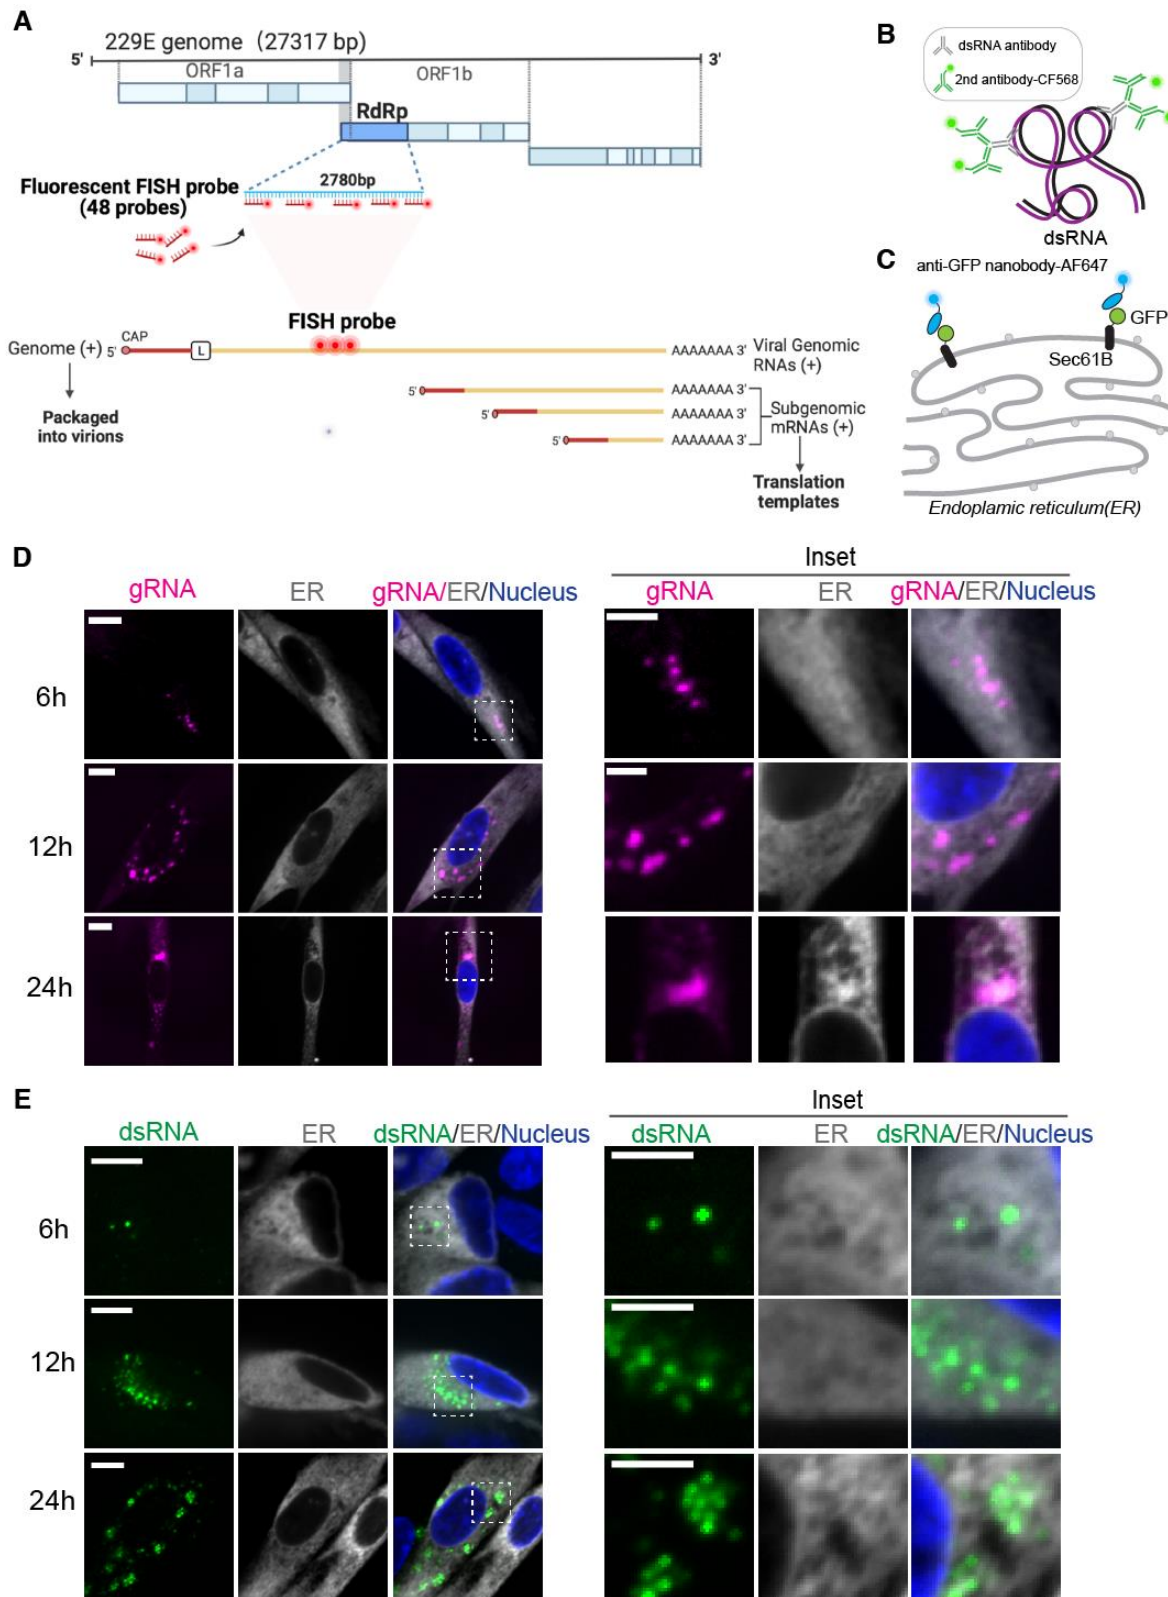 A
229E genome (27317 bp)
5'
3'
ORF1a
ORF1b
RdRp
2780bp
Fluorescent FISH probe
(48 probes)
FISH probe
Genome (+)
5'
CAP
L
AAAAAAA 3'
Viral Genomic
RNAs (+)
5'
AAAAAAA 3'
5'
AAAAAAA 3'
5'
AAAAAAA 3'
Subgenomic
mRNAs (+)
Packaged
into virions
Translation
templates
B
dsRNA antibody
2nd antibody-CF568
dsRNA
C
anti-GFP nanobody-AF647
GFP
Sec61B
Endoplamic reticulum(ER)
D
Inset
gRNA
ER
gRNA/ER/Nucleus
gRNA
ER
gRNA/ER/Nucleus
6h
12h
24h
E
Inset
dsRNA
ER
dsRNA/ER/Nucleus
dsRNA
ER
dsRNA/ER/Nucleus
6h
12h
24h